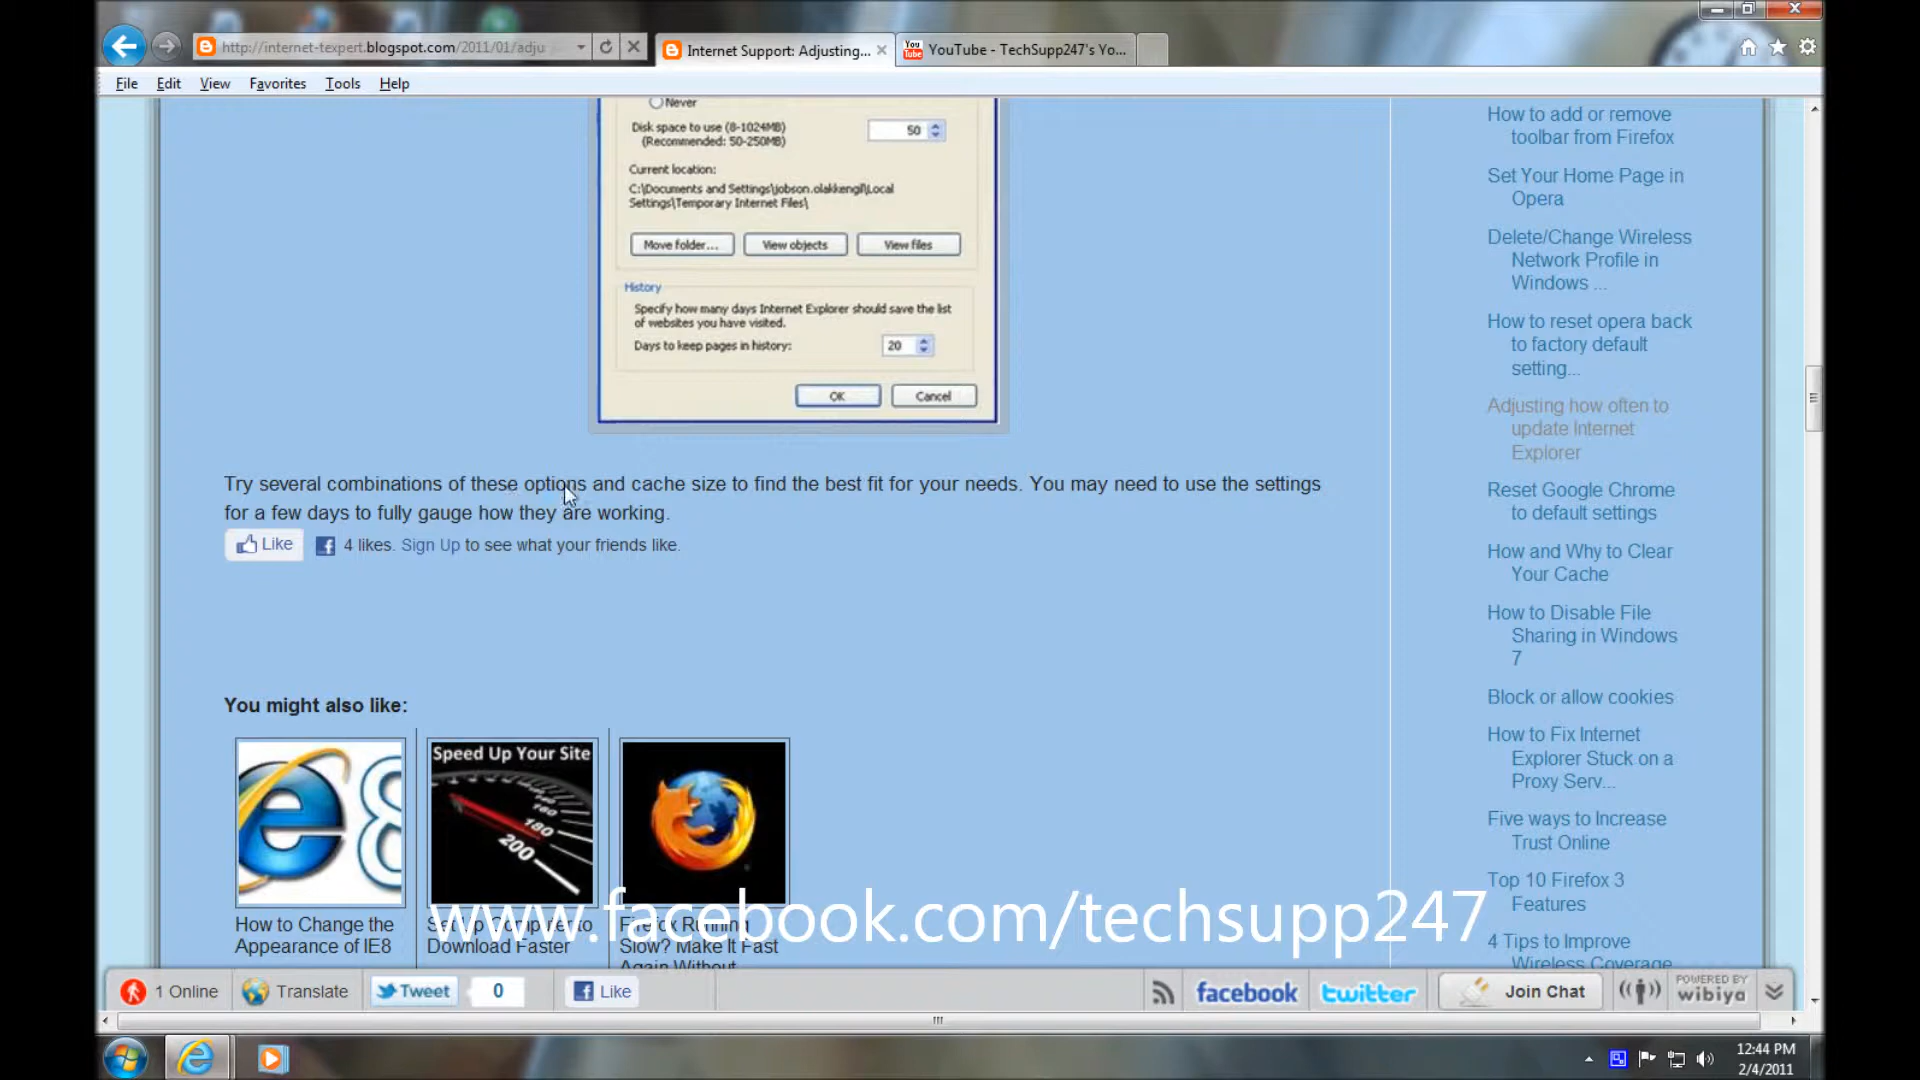 http://internet-texpert.blogspot.com/2011/01/adju
Internet Support: Adjusting...
YouTube - TechSupp247's Yo...
File Edit View Favorites Tools Help
Never
Disk space to use (8-1024MB)
(Recommended: 50-250MB)
50
Current location:
C:\Documents and Settings\jobson.olakkengil\Local
Settings\Temporary Internet Files\
Move folder... View objects View files
History
Specify how many days Internet Explorer should save the list
of websites you have visited.
Days to keep pages in history: 20
OK Cancel
Try several combinations of these options and cache size to find the best fit for your needs. You may need to use the settings
for a few days to fully gauge how they are working.
Like 4 likes. Sign Up to see what your friends like.
You might also like:
Speed Up Your Site
160
180
200
How to Change the
Appearance of IE8
Set Up Computer to
Download Faster
Firefox Running
Slow? Make It Fast
Again Without
www.facebook.com/techsupp247
How to add or remove
toolbar from Firefox
Set Your Home Page in
Opera
Delete/Change Wireless
Network Profile in
Windows ...
How to reset opera back
to factory default
setting...
Adjusting how often to
update Internet
Explorer
Reset Google Chrome
to default settings
How and Why to Clear
Your Cache
How to Disable File
Sharing in Windows
7
Block or allow cookies
How to Fix Internet
Explorer Stuck on a
Proxy Serv...
Five ways to Increase
Trust Online
Top 10 Firefox 3
Features
4 Tips to Improve
Wireless Coverage
1 Online Translate Tweet 0 Like facebook twitter Join Chat POWERED BY
wibiya
12:44 PM
2/4/2011